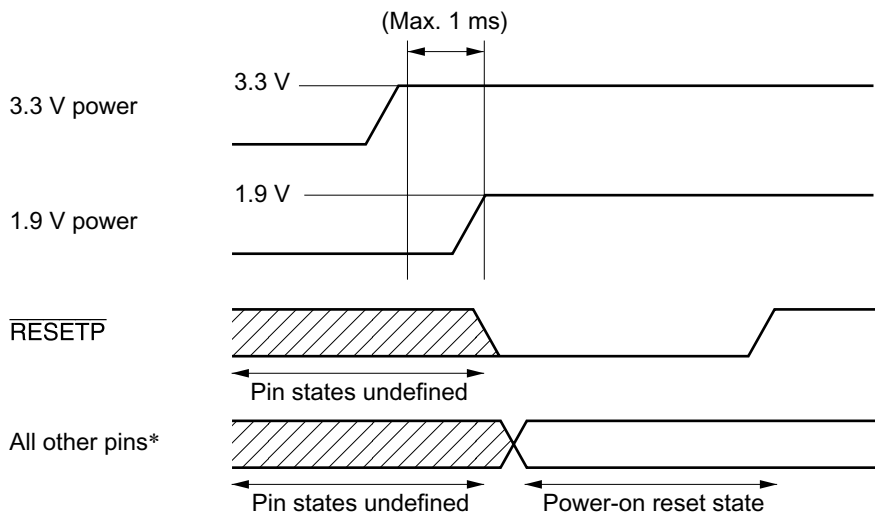 (Max. 1 ms)
3.3 V power
3.3 V
1.9 V power
1.9 V
RESETP
Pin states undefined
All other pins*
Pin states undefined
Power-on reset state